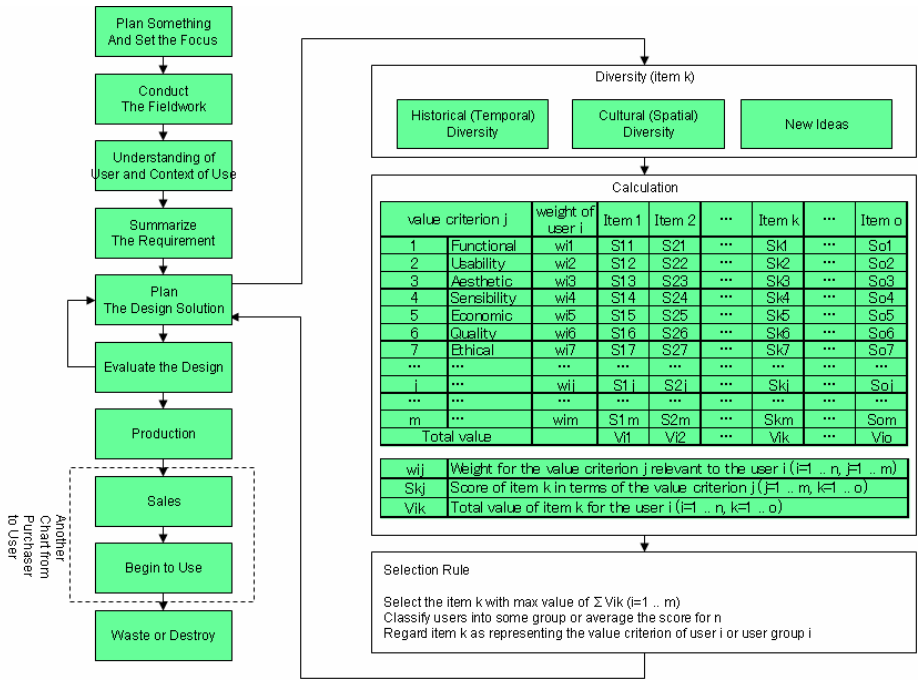 Plan Something
And Set the Focus
Conduct
The Fieldwork
Understanding of
User and Context of Use
Summarize
The Requirement
Plan
The Design Solution
Evaluate the Design
Production
Sales
Begin to Use
Waste or Destroy
Another
Chart from
Purchaser
to User
Diversity (item k)
Historical (Temporal)
Diversity
Cultural (Spatial)
Diversity
New Ideas
Calculation
value criterion j weight of user i Item 1 Item 2 ··· Item k ··· Item o
1 Functional wi1 S11 S21 ··· Sk1 ··· So1
2 Usability wi2 S12 S22 ··· Sk2 ··· So2
3 Aesthetic wi3 S13 S23 ··· Sk3 ··· So3
4 Sensibility wi4 S14 S24 ··· Sk4 ··· So4
5 Economic wi5 S15 S25 ··· Sk5 ··· So5
6 Quality wi6 S16 S26 ··· Sk6 ··· So6
7 Ethical wi7 S17 S27 ··· Sk7 ··· So7
··· ··· ··· ··· ··· ···
j ··· wij S1j S2j ··· Skj ··· Soj
··· ··· ··· ··· ··· ···
m ··· wim S1m S2m ··· Skm ··· Som
Total value Vi1 Vi2 ··· Vik ··· Vio
wij Weight for the value criterion j relevant to the user i (i=1 .. n, j=1 .. m)
Skj Score of item k in terms of the value criterion j (j=1 .. m, k=1 .. o)
Vik Total value of item k for the user i (i=1 .. n, k=1 .. o)
Selection Rule
Select the item k with max value of ΣVik (i=1 .. m)
Classify users into some group or average the score for n
Regard item k as representing the value criterion of user i or user group i